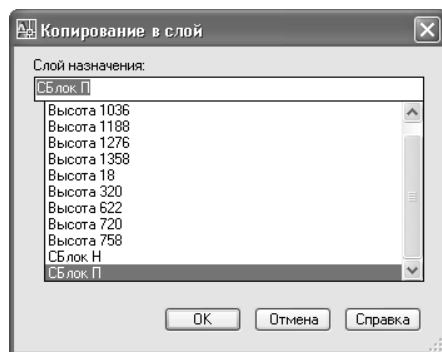 Копирование в слой
Слой назначения:
СБлок П
Высота 1036
Высота 1188
Высота 1276
Высота 1358
Высота 18
Высота 320
Высота 622
Высота 720
Высота 758
СБлок Н
СБлок П
OK Отмена Справка